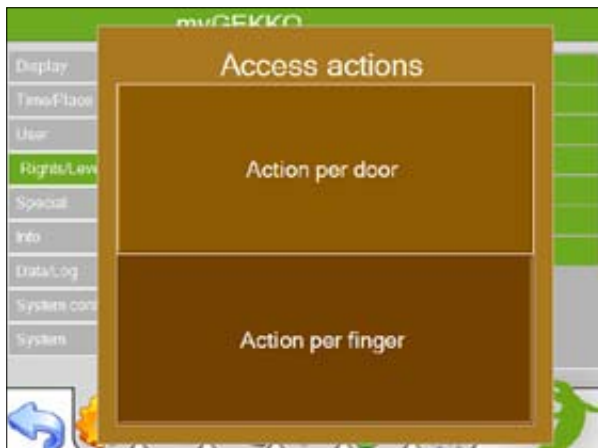 myGEKKO
Access actions
Display
Time/Place
User
Action per door
Rights/Leve
Special
Info
Data/Log
System con
System
Action per finger